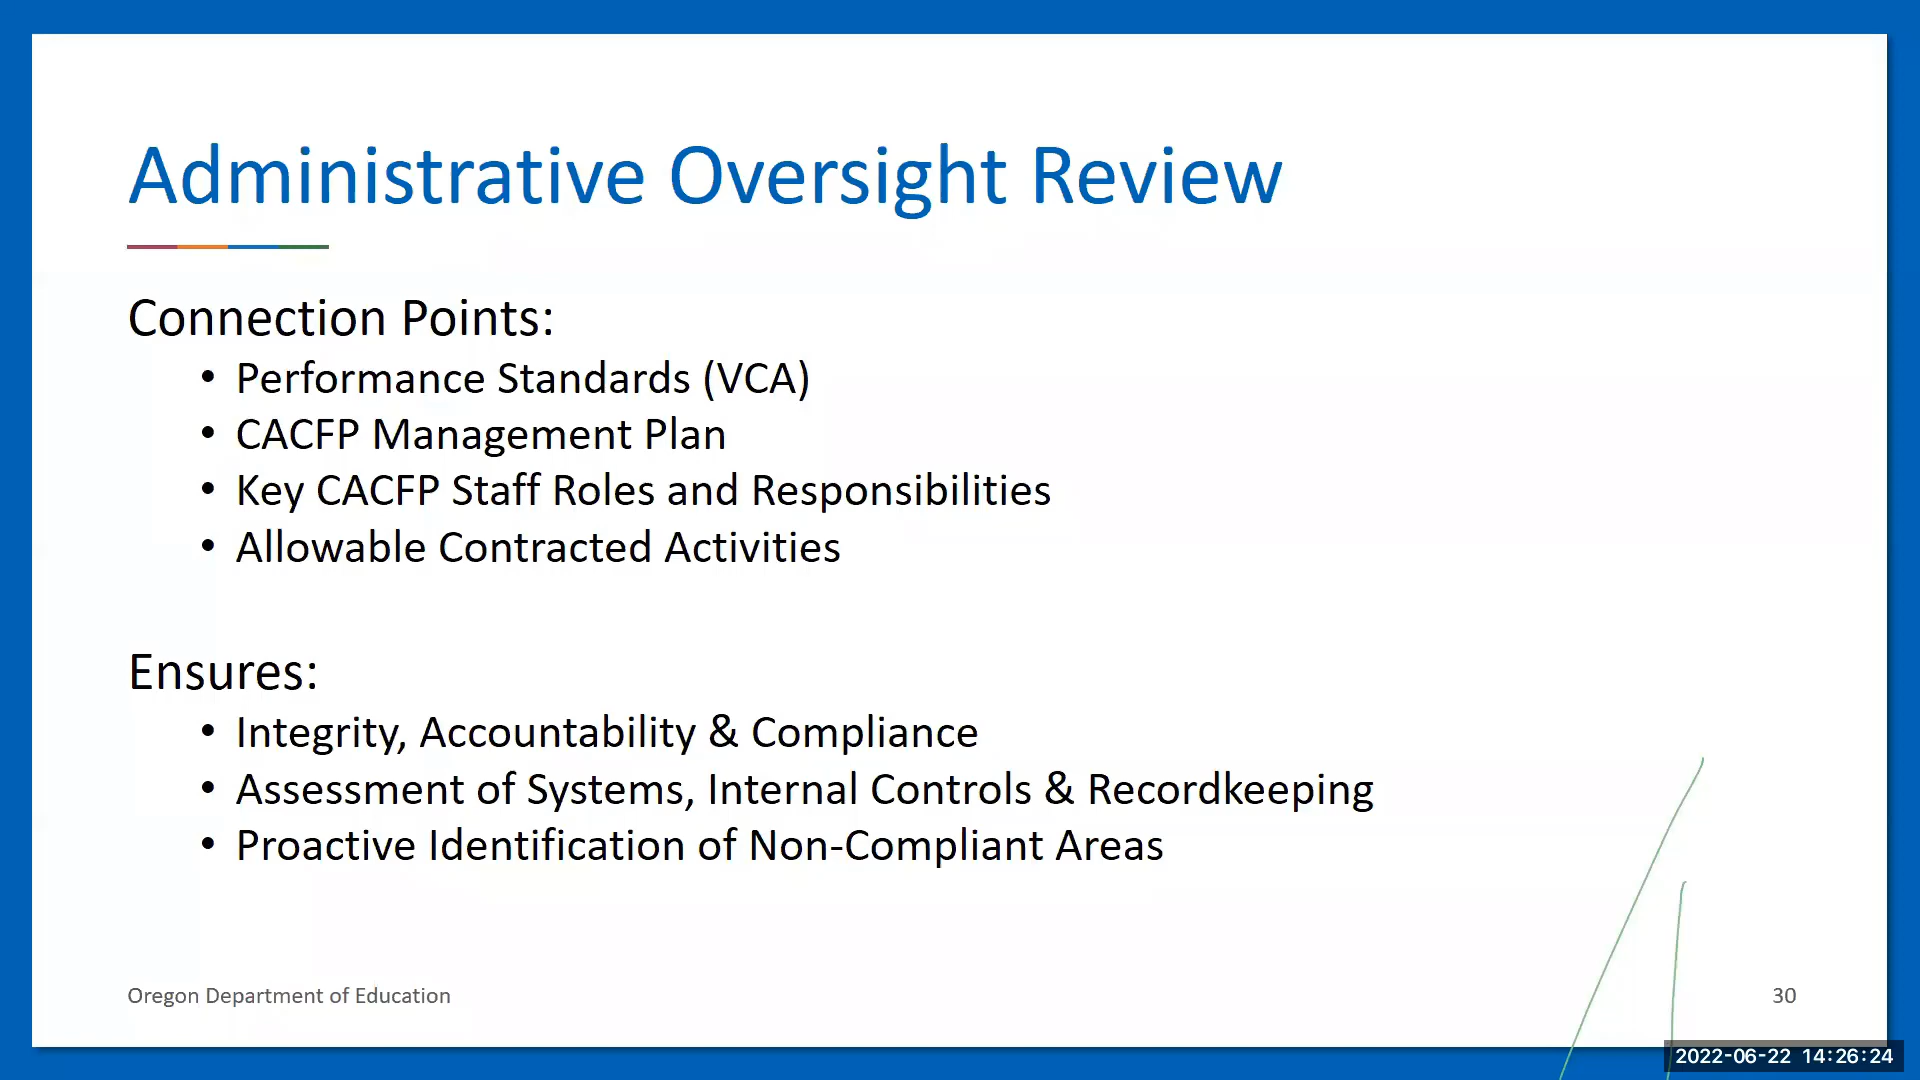 Administrative Oversight Review
Connection Points:
• Performance Standards (VCA)
• CACFP Management Plan
• Key CACFP Staff Roles and Responsibilities
• Allowable Contracted Activities
Ensures:
• Integrity, Accountability & Compliance
• Assessment of Systems, Internal Controls & Recordkeeping
• Proactive Identification of Non-Compliant Areas
Oregon Department of Education
30
2022-06-22 14:26:24